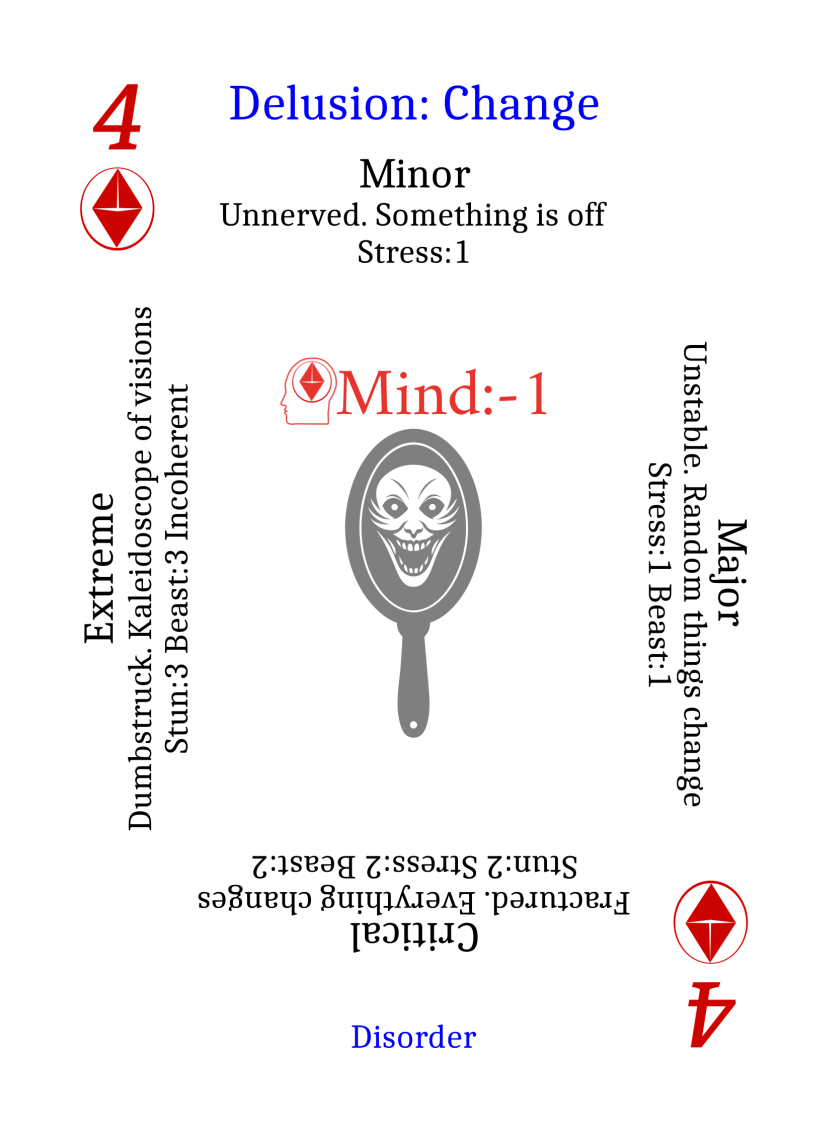 4
Delusion: Change
Minor
Unnerved. Something is off
Stress:1
Mind:-1
Major
Unstable. Random things change
Stress:1 Beast:1
Critical
Fractured. Everything changes
Stun:2 Stress:2 Beast:2
Extreme
Dumbstruck. Kaleidoscope of visions
Stun:3 Beast:3 Incoherent
4
Disorder